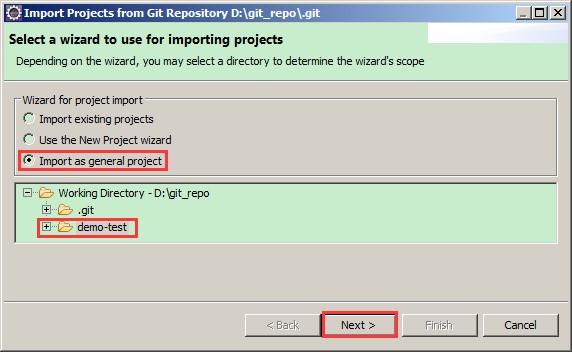 Import Projects from Git Repository D:\git_repo\.git
Select a wizard to use for importing projects
Depending on the wizard, you may select a directory to determine the wizard's scope
Wizard for project import
Import existing projects
Use the New Project wizard
Import as general project
Working Directory - D:\git_repo
.git
demo-test
< Back Next > Finish Cancel